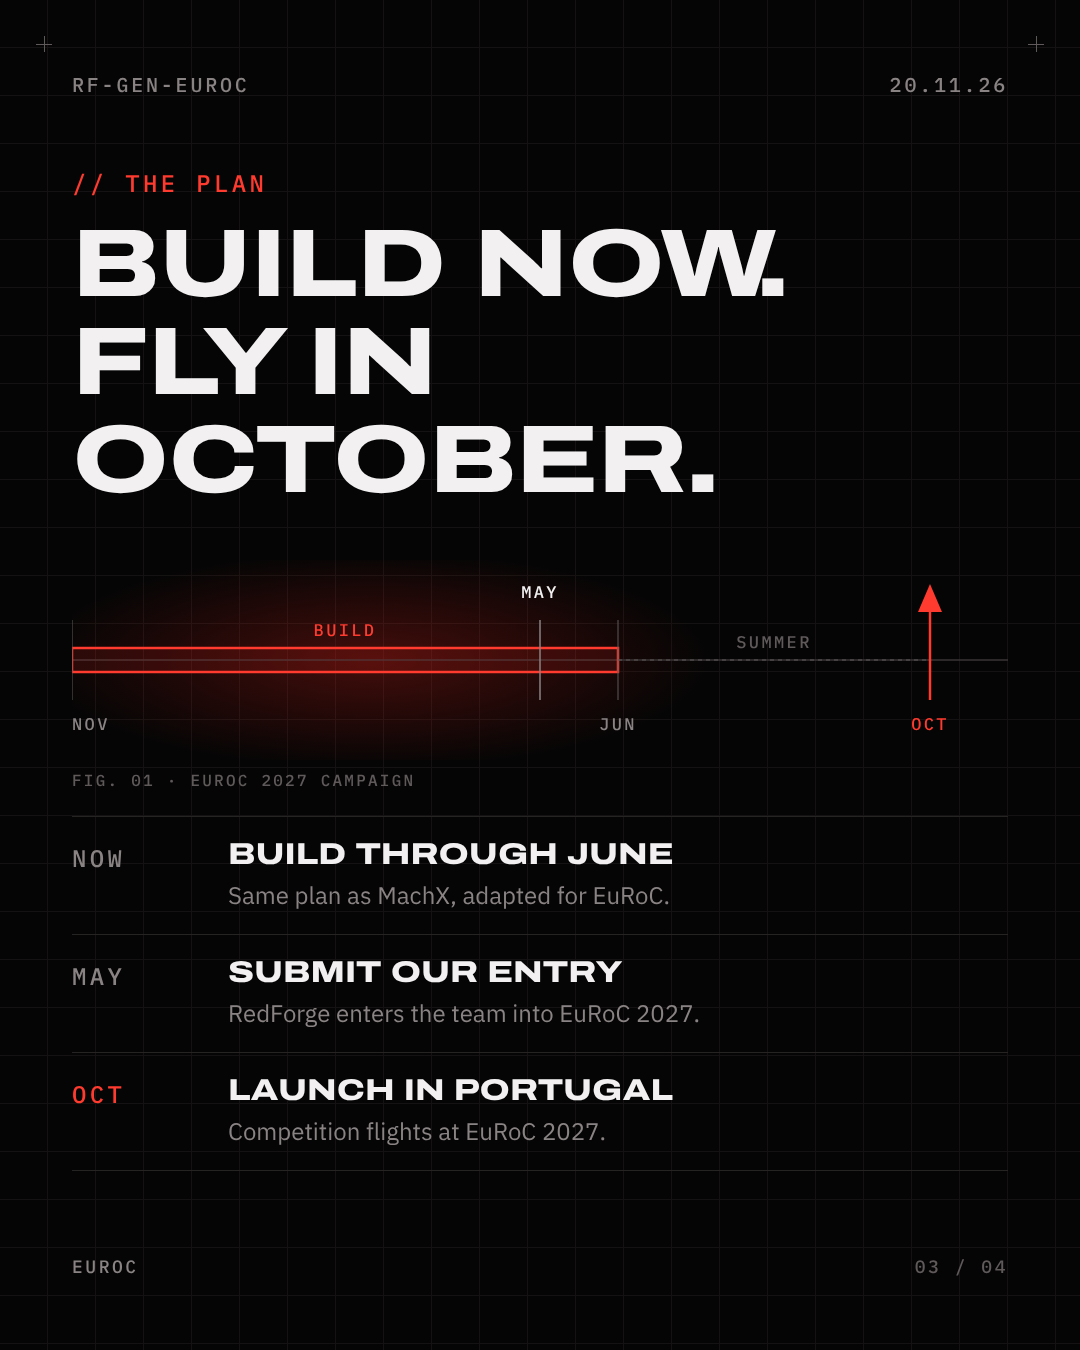 RF-GEN-EUROC
20.11.26
// THE PLAN
BUILD NOW.
FLY IN
OCTOBER.
MAY
BUILD
SUMMER
NOV
JUN
OCT
FIG. 01 · EUROC 2027 CAMPAIGN
NOW
BUILD THROUGH JUNE
Same plan as MachX, adapted for EuRoC.
MAY
SUBMIT OUR ENTRY
RedForge enters the team into EuRoC 2027.
OCT
LAUNCH IN PORTUGAL
Competition flights at EuRoC 2027.
EUROC
03 / 04